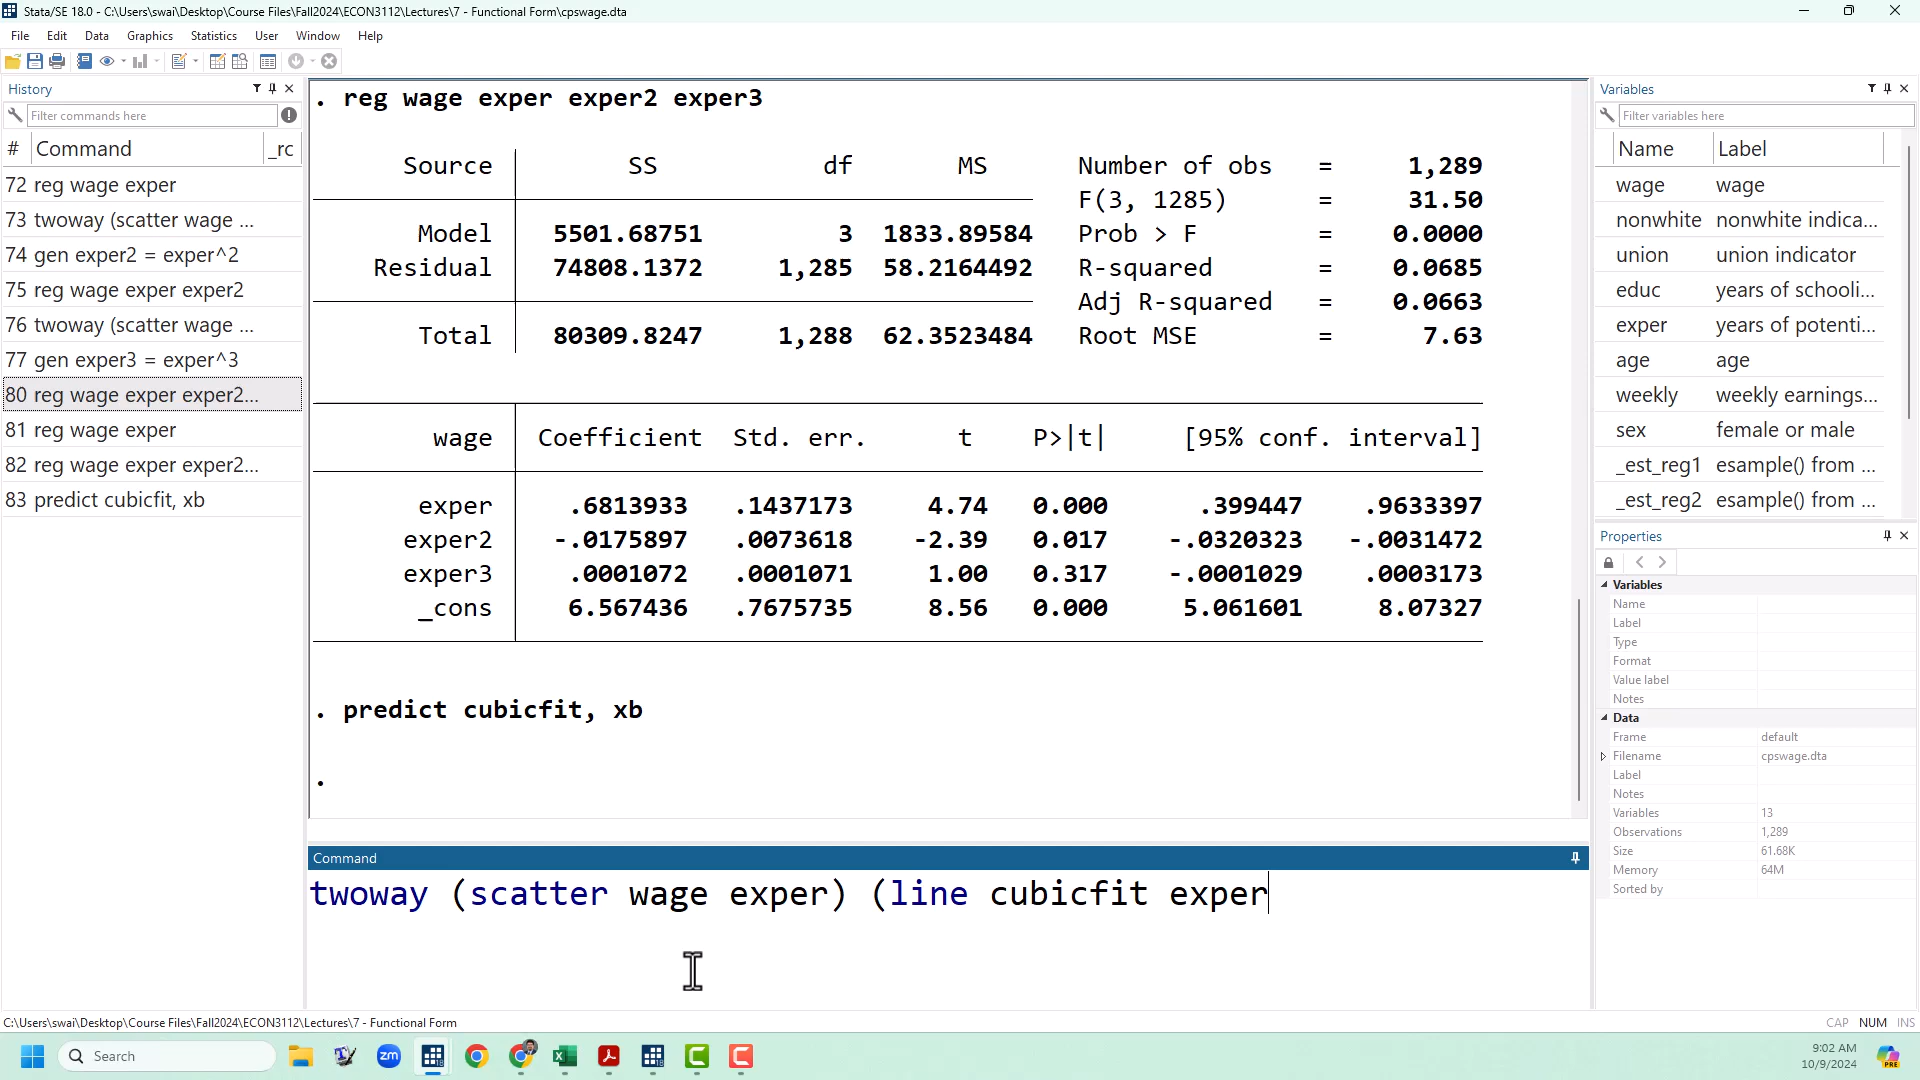 Stata/SE 18.0 - C:\Users\swai\Desktop\Course Files\Fall2024\ECON3112\Lectures\7 - Functional Form\cpswage.dta
File Edit Data Graphics Statistics User Window Help
History
Filter commands here
# Command _rc
72 reg wage exper
73 twoway (scatter wage ...
74 gen exper2 = exper^2
75 reg wage exper exper2
76 twoway (scatter wage ...
77 gen exper3 = exper^3
80 reg wage exper exper2...
81 reg wage exper
82 reg wage exper exper2...
83 predict cubicfit, xb
. reg wage exper exper2 exper3
Source SS df MS Number of obs = 1,289
F(3, 1285) = 31.50
Model 5501.68751 3 1833.89584 Prob > F = 0.0000
Residual 74808.1372 1,285 58.2164492 R-squared = 0.0685
Adj R-squared = 0.0663
Total 80309.8247 1,288 62.3523484 Root MSE = 7.63
wage Coefficient Std. err. t P>|t| [95% conf. interval]
exper .6813933 .1437173 4.74 0.000 .399447 .9633397
exper2 -.0175897 .0073618 -2.39 0.017 -.0320323 -.0031472
exper3 .0001072 .0001071 1.00 0.317 -.0001029 .0003173
_cons 6.567436 .7675735 8.56 0.000 5.061601 8.07327
. predict cubicfit, xb
.
Command
twoway (scatter wage exper) (line cubicfit exper
Variables
Filter variables here
Name Label
wage wage
nonwhite nonwhite indica...
union union indicator
educ years of schooli...
exper years of potenti...
age age
weekly weekly earnings...
sex female or male
_est_reg1 esample() from ...
_est_reg2 esample() from ...
Properties
Variables
Name
Label
Type
Format
Value label
Notes
Data
Frame default
Filename cpswage.dta
Label
Notes
Variables 13
Observations 1,289
Size 61.68K
Memory 64M
Sorted by
C:\Users\swai\Desktop\Course Files\Fall2024\ECON3112\Lectures\7 - Functional Form
CAP NUM INS
Search
zm
9:02 AM
10/9/2024
PRE